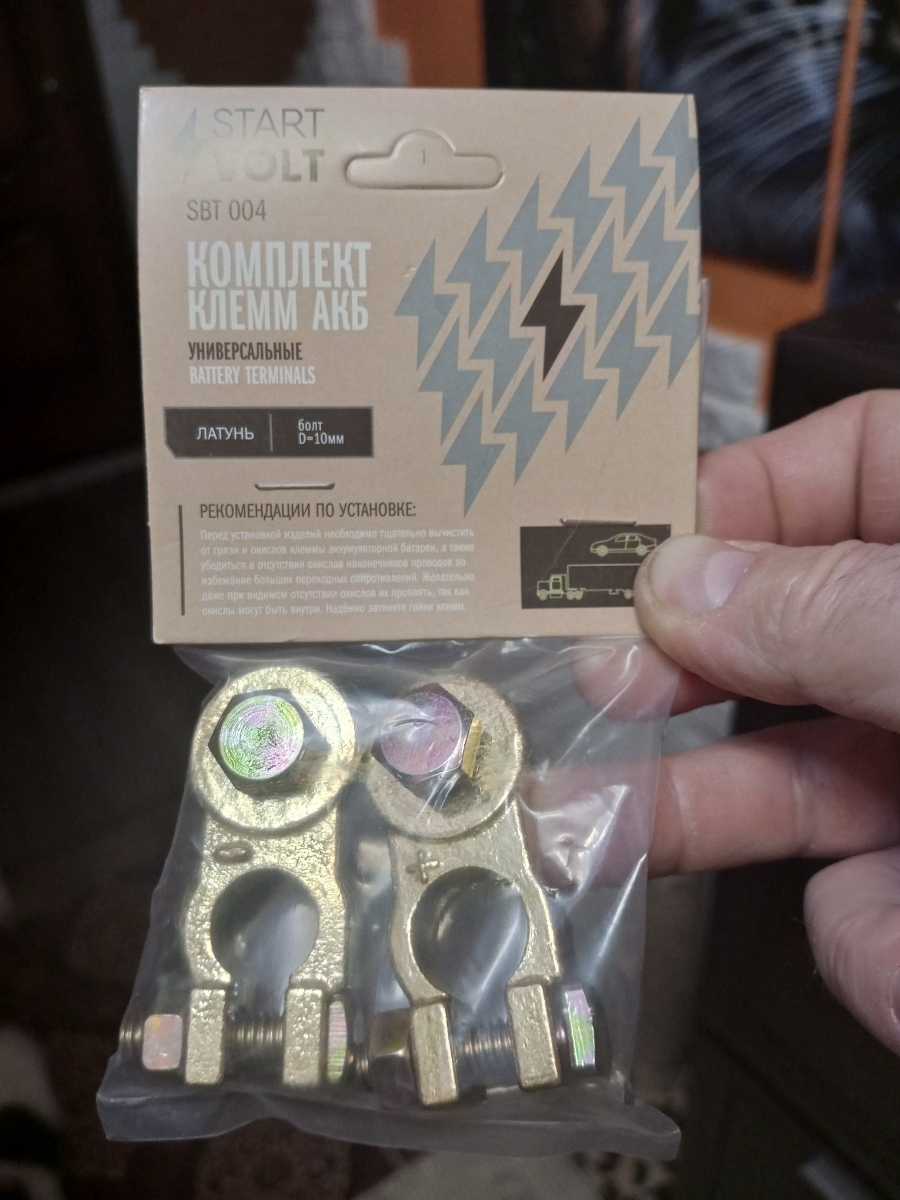 START
VOLT
SBT 004
КОМПЛЕКТ
КЛЕММ АКБ
УНИВЕРСАЛЬНЫЕ
BATTERY TERMINALS
ЛАТУНЬ
болт
D=10мм
РЕКОМЕНДАЦИИ ПО УСТАНОВКЕ:
Перед установкой изделий необходимо тщательно вычистить
от грязи и окислов клеммы аккумуляторной батареи, а также
убедиться в отсутствии окислов наконечников проводов во
избежание больших переходных сопротивлений. Желательно
даже при видимом отсутствии окислов их пропаять, так как
окислы могут быть внутри. Надёжно затяните гайки клемм.
- +